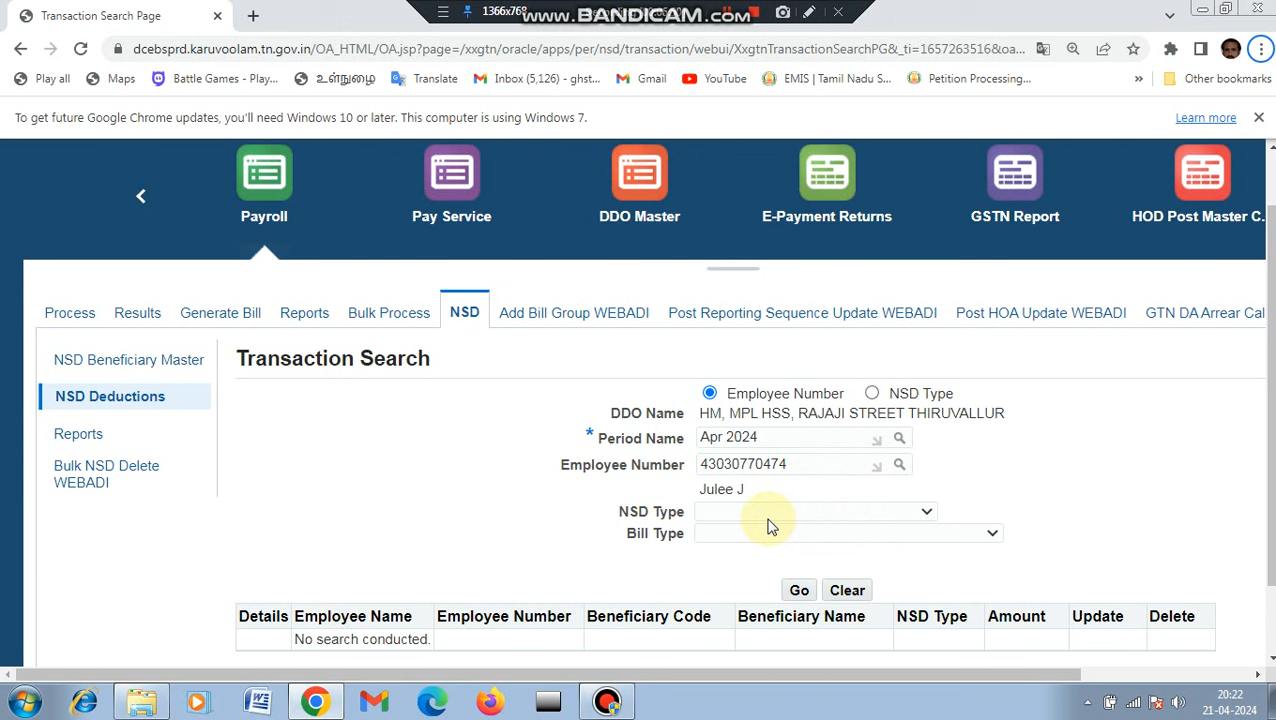 Transaction Search Page
1366x768
www.BANDICAM.com
dcebsprd.karuvoolam.tn.gov.in/OA_HTML/OA.jsp?page=/xxgtn/oracle/apps/per/nsd/transaction/webui/XxgtnTransactionSearchPG&_ti=1657263516&oa...
Play all Maps Battle Games - Play... உள்நுழை Translate Inbox (5,126) - ghst... Gmail YouTube EMIS | Tamil Nadu S... Petition Processing... » Other bookmarks
To get future Google Chrome updates, you'll need Windows 10 or later. This computer is using Windows 7. Learn more
Payroll Pay Service DDO Master E-Payment Returns GSTN Report HOD Post Master C...
Process Results Generate Bill Reports Bulk Process NSD Add Bill Group WEBADI Post Reporting Sequence Update WEBADI Post HOA Update WEBADI GTN DA Arrear Cal
NSD Beneficiary Master
NSD Deductions
Reports
Bulk NSD Delete
WEBADI
Transaction Search
Employee Number NSD Type
DDO Name HM, MPL HSS, RAJAJI STREET THIRUVALLUR
* Period Name Apr 2024
Employee Number 43030770474
Julee J
NSD Type
Bill Type
Go Clear
Details Employee Name Employee Number Beneficiary Code Beneficiary Name NSD Type Amount Update Delete
No search conducted.
20:22
21-04-2024